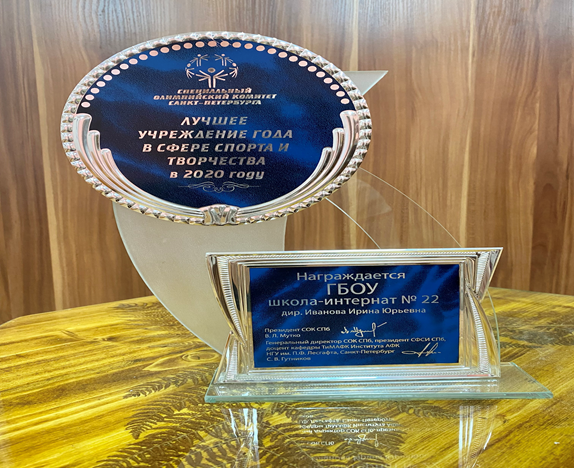 СПЕЦИАЛЬНЫЙ
ОЛИМПИЙСКИЙ КОМИТЕТ
САНКТ-ПЕТЕРБУРГА
ЛУЧШЕЕ
УЧРЕЖДЕНИЕ ГОДА
В СФЕРЕ СПОРТА И
ТВОРЧЕСТВА
в 2020 году
Награждается
ГБОУ
школа-интернат № 22
дир. Иванова Ирина Юрьевна
Президент СОК СПб
В. Л. Мутко
Генеральный директор СОК СПб, президент СФСИ СПб,
доцент кафедры ТиМАФК Института АФК
НГУ им. П.Ф. Лесгафта, Санкт-Петербург
С. В. Гутников